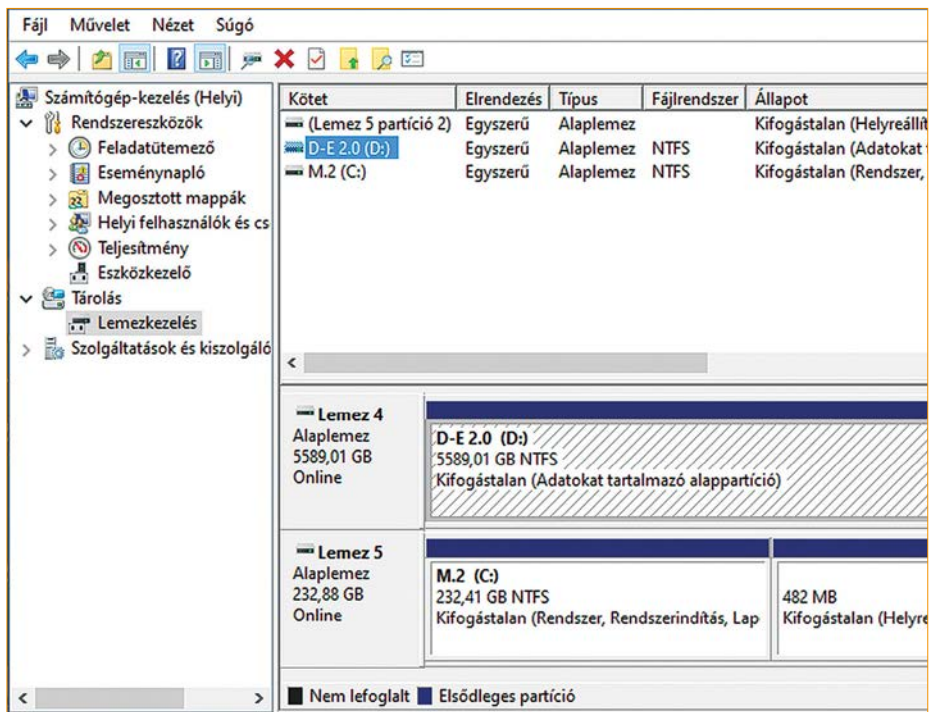 Fájl Művelet Nézet Súgó
Számítógép-kezelés (Helyi)
Rendszereszközök
Feladatütemező
Eseménynapló
Megosztott mappák
Helyi felhasználók és cs
Teljesítmény
Eszközkezelő
Tárolás
Lemezkezelés
Szolgáltatások és kiszolgáló
Kötet Elrendezés Típus Fájlrendszer Állapot
(Lemez 5 partíció 2) Egyszerű Alaplemez Kifogástalan (Helyreállít
D-E 2.0 (D:) Egyszerű Alaplemez NTFS Kifogástalan (Adatokat
M.2 (C:) Egyszerű Alaplemez NTFS Kifogástalan (Rendszer,
Lemez 4
Alaplemez
5589,01 GB
Online
D-E 2.0 (D:)
5589,01 GB NTFS
Kifogástalan (Adatokat tartalmazó alappartíció)
Lemez 5
Alaplemez
232,88 GB
Online
M.2 (C:)
232,41 GB NTFS
Kifogástalan (Rendszer, Rendszerindítás, Lap
482 MB
Kifogástalan (Helyre
Nem lefoglalt Elsődleges partíció